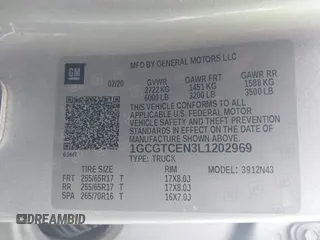 GM
MFD BY GENERAL MOTORS LLC
02/20
GVWR GAWR FRT GAWR RR
2722 KG 1451 KG 1588 KG
6000 LB 3200 LB 3500 LB
THIS VEHICLE CONFORMS TO ALL APPLICABLE U.S. FEDERAL MOTOR VEHICLE SAFETY AND THEFT PREVENTION STANDARDS IN EFFECT ON THE DATE OF MANUFACTURE SHOWN ABOVE.
1GCGTCEN3L1202969
TYPE: TRUCK MODEL: 3912N43
TIRE SIZE RIM
FRT 255/65R17 T 17X8.0J
RR 255/65R17 T 17X8.0J
SPA 265/70R16 T 16X7.0J
AMERIBID AUCTIONS